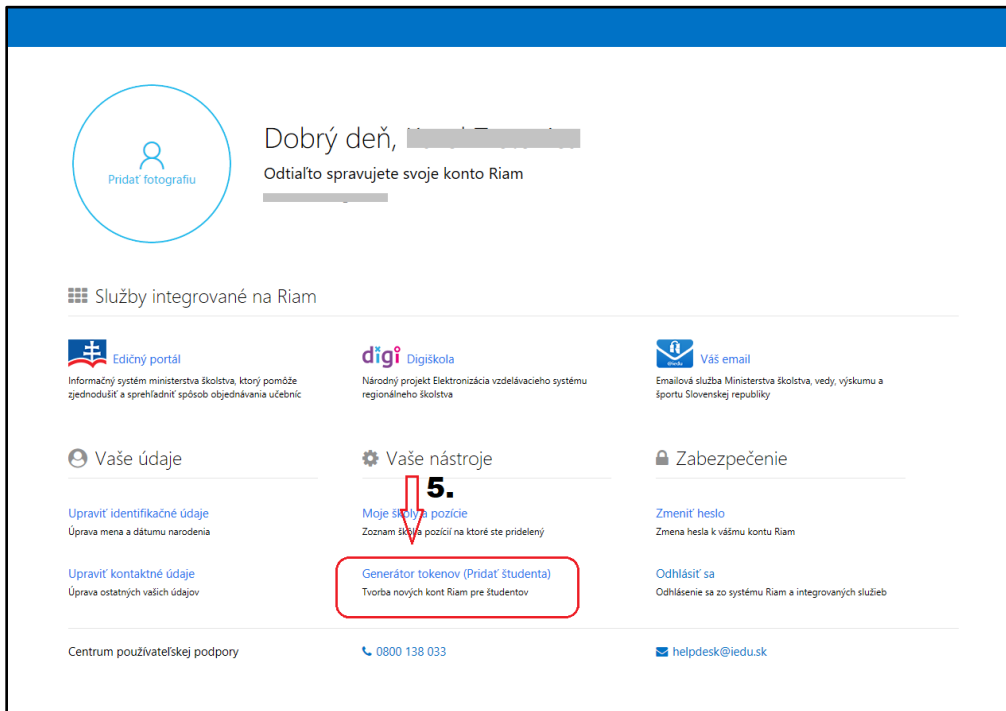 Dobrý deň,
Pridať fotografiu
Odtiaľto spravujete svoje konto Riam
Služby integrované na Riam
Edičný portál
Informačný systém ministerstva školstva, ktorý pomôže
zjednodušiť a sprehľadniť spôsob objednávania učebníc
digi Digiškola
Národný projekt Elektronizácia vzdelávacieho systému
regionálneho školstva
@iedu
Váš email
Emailová služba Ministerstva školstva, vedy, výskumu a
športu Slovenskej republiky
Vaše údaje
Upraviť identifikačné údaje
Úprava mena a dátumu narodenia
Upraviť kontaktné údaje
Úprava ostatných vašich údajov
Vaše nástroje
5.
Moje školy a pozície
Zoznam škôl a pozícií na ktoré ste pridelený
Generátor tokenov (Pridať študenta)
Tvorba nových kont Riam pre študentov
Zabezpečenie
Zmeniť heslo
Zmena hesla k vášmu kontu Riam
Odhlásiť sa
Odhlásenie sa zo systému Riam a integrovaných služieb
Centrum používateľskej podpory
0800 138 033
helpdesk@iedu.sk